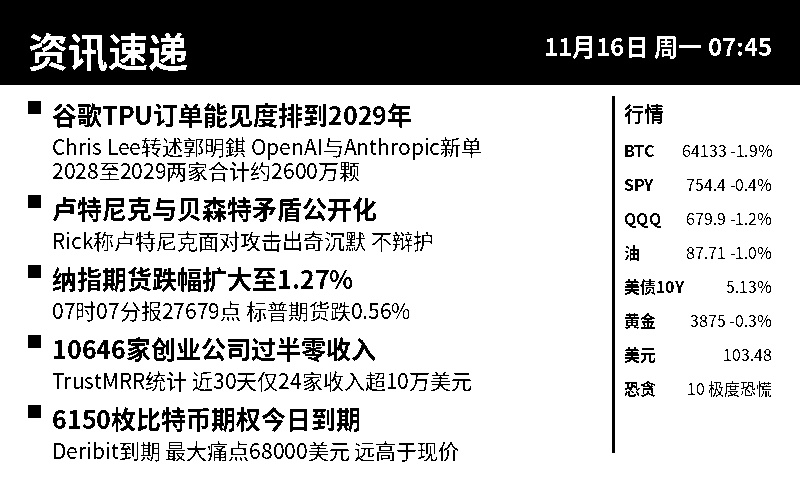 资讯速递
11月16日 周一 07:45
谷歌TPU订单能见度排到2029年
Chris Lee转述郭明錤 OpenAI与Anthropic新单
2028至2029两家合计约2600万颗
卢特尼克与贝森特矛盾公开化
Rick称卢特尼克面对攻击出奇沉默 不辩护
纳指期货跌幅扩大至1.27%
07时07分报27679点 标普期货跌0.56%
10646家创业公司过半零收入
TrustMRR统计 近30天仅24家收入超10万美元
6150枚比特币期权今日到期
Deribit到期 最大痛点68000美元 远高于现价
行情
BTC 64133 -1.9%
SPY 754.4 -0.4%
QQQ 679.9 -1.2%
油 87.71 -1.0%
美债10Y 5.13%
黄金 3875 -0.3%
美元 103.48
恐贪 10 极度恐慌